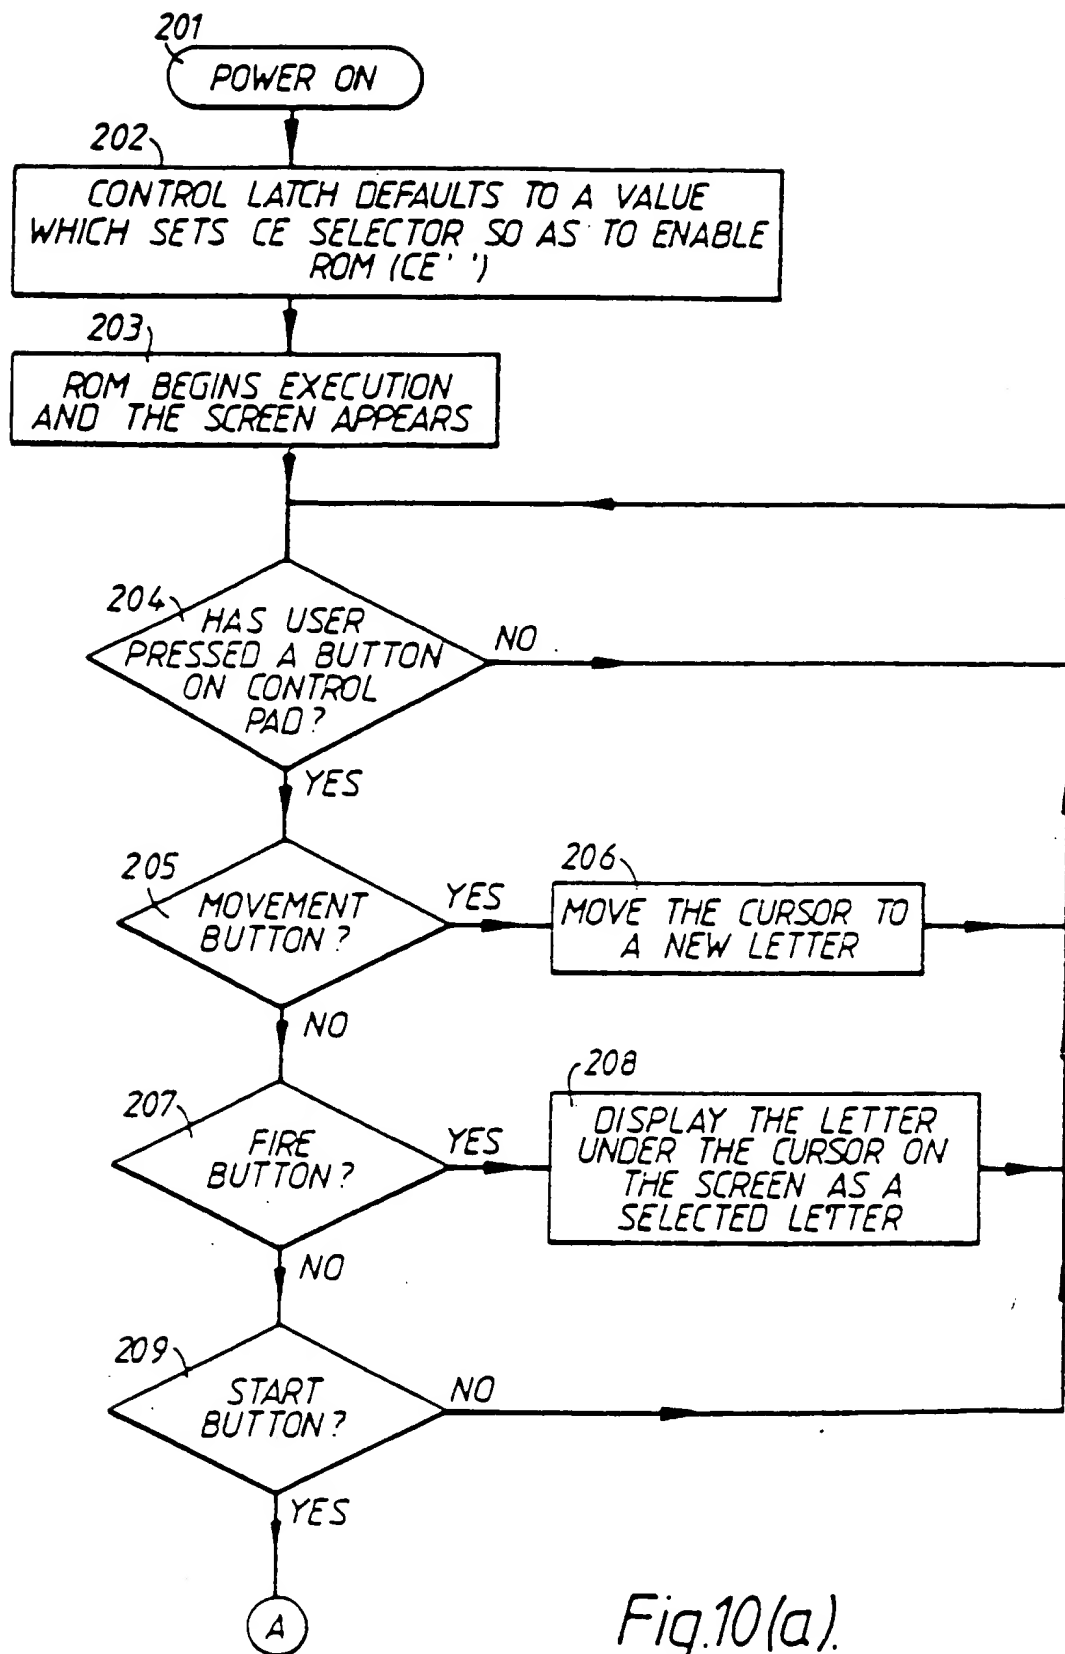 201
POWER ON
202
CONTROL LATCH DEFAULTS TO A VALUE
WHICH SETS CE SELECTOR SO AS TO ENABLE
ROM (CE' ')
203
ROM BEGINS EXECUTION
AND THE SCREEN APPEARS
204
HAS USER
PRESSED A BUTTON
ON CONTROL
PAD?
NO
YES
205
MOVEMENT
BUTTON?
YES
206
MOVE THE CURSOR TO
A NEW LETTER
NO
207
FIRE
BUTTON?
YES
208
DISPLAY THE LETTER
UNDER THE CURSOR ON
THE SCREEN AS A
SELECTED LETTER
NO
209
START
BUTTON?
NO
YES
A
Fig.10(a).